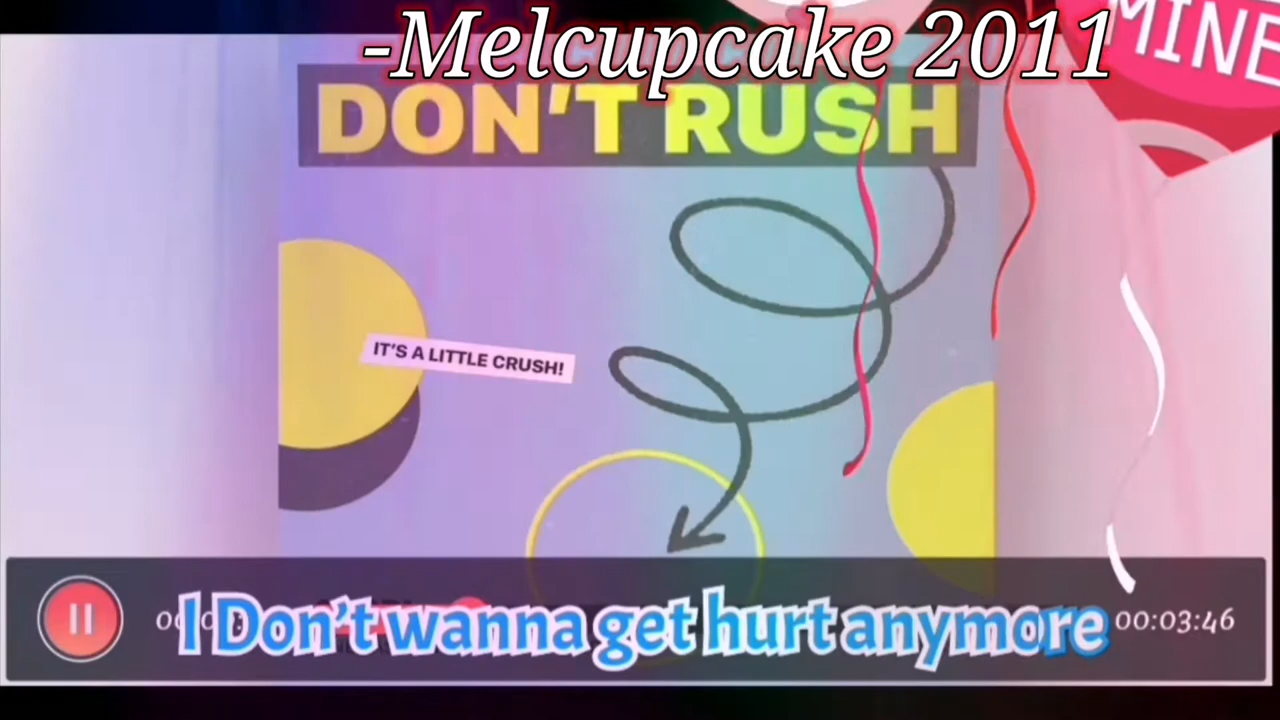 -Melcupcake 2011
MINE
DON'T RUSH
IT'S A LITTLE CRUSH!
I Don't wanna get hurt anymore
00:03:46